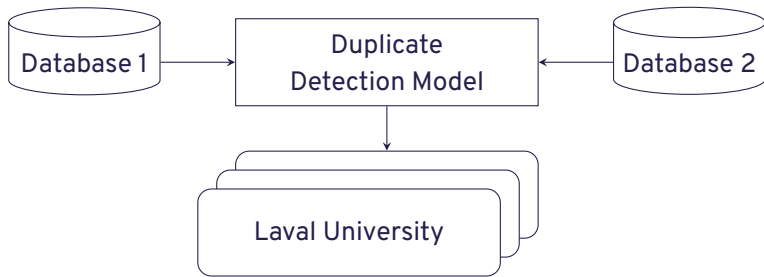 Database 1
Duplicate
Detection Model
Database 2
Laval University